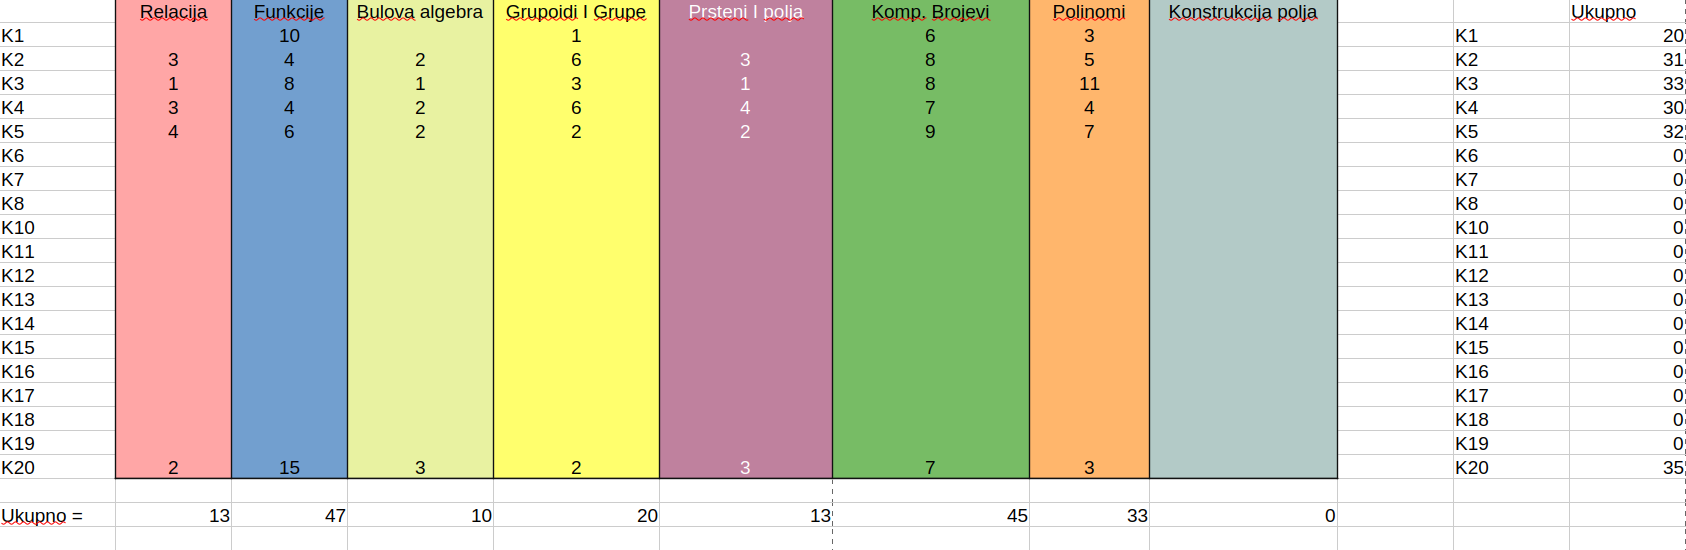 Relacija Funkcije Bulova algebra Grupoidi I Grupe Prsteni I polja Komp. Brojevi Polinomi Konstrukcija polja Ukupno
K1 10 1 6 3 K1 20
K2 3 4 2 6 3 8 5 K2 31
K3 1 8 1 3 1 8 11 K3 33
K4 3 4 2 6 4 7 4 K4 30
K5 4 6 2 2 2 9 7 K5 32
K6 K6 0
K7 K7 0
K8 K8 0
K10 K10 0
K11 K11 0
K12 K12 0
K13 K13 0
K14 K14 0
K15 K15 0
K16 K16 0
K17 K17 0
K18 K18 0
K19 K19 0
K20 2 15 3 2 3 7 3 K20 35
Ukupno = 13 47 10 20 13 45 33 0